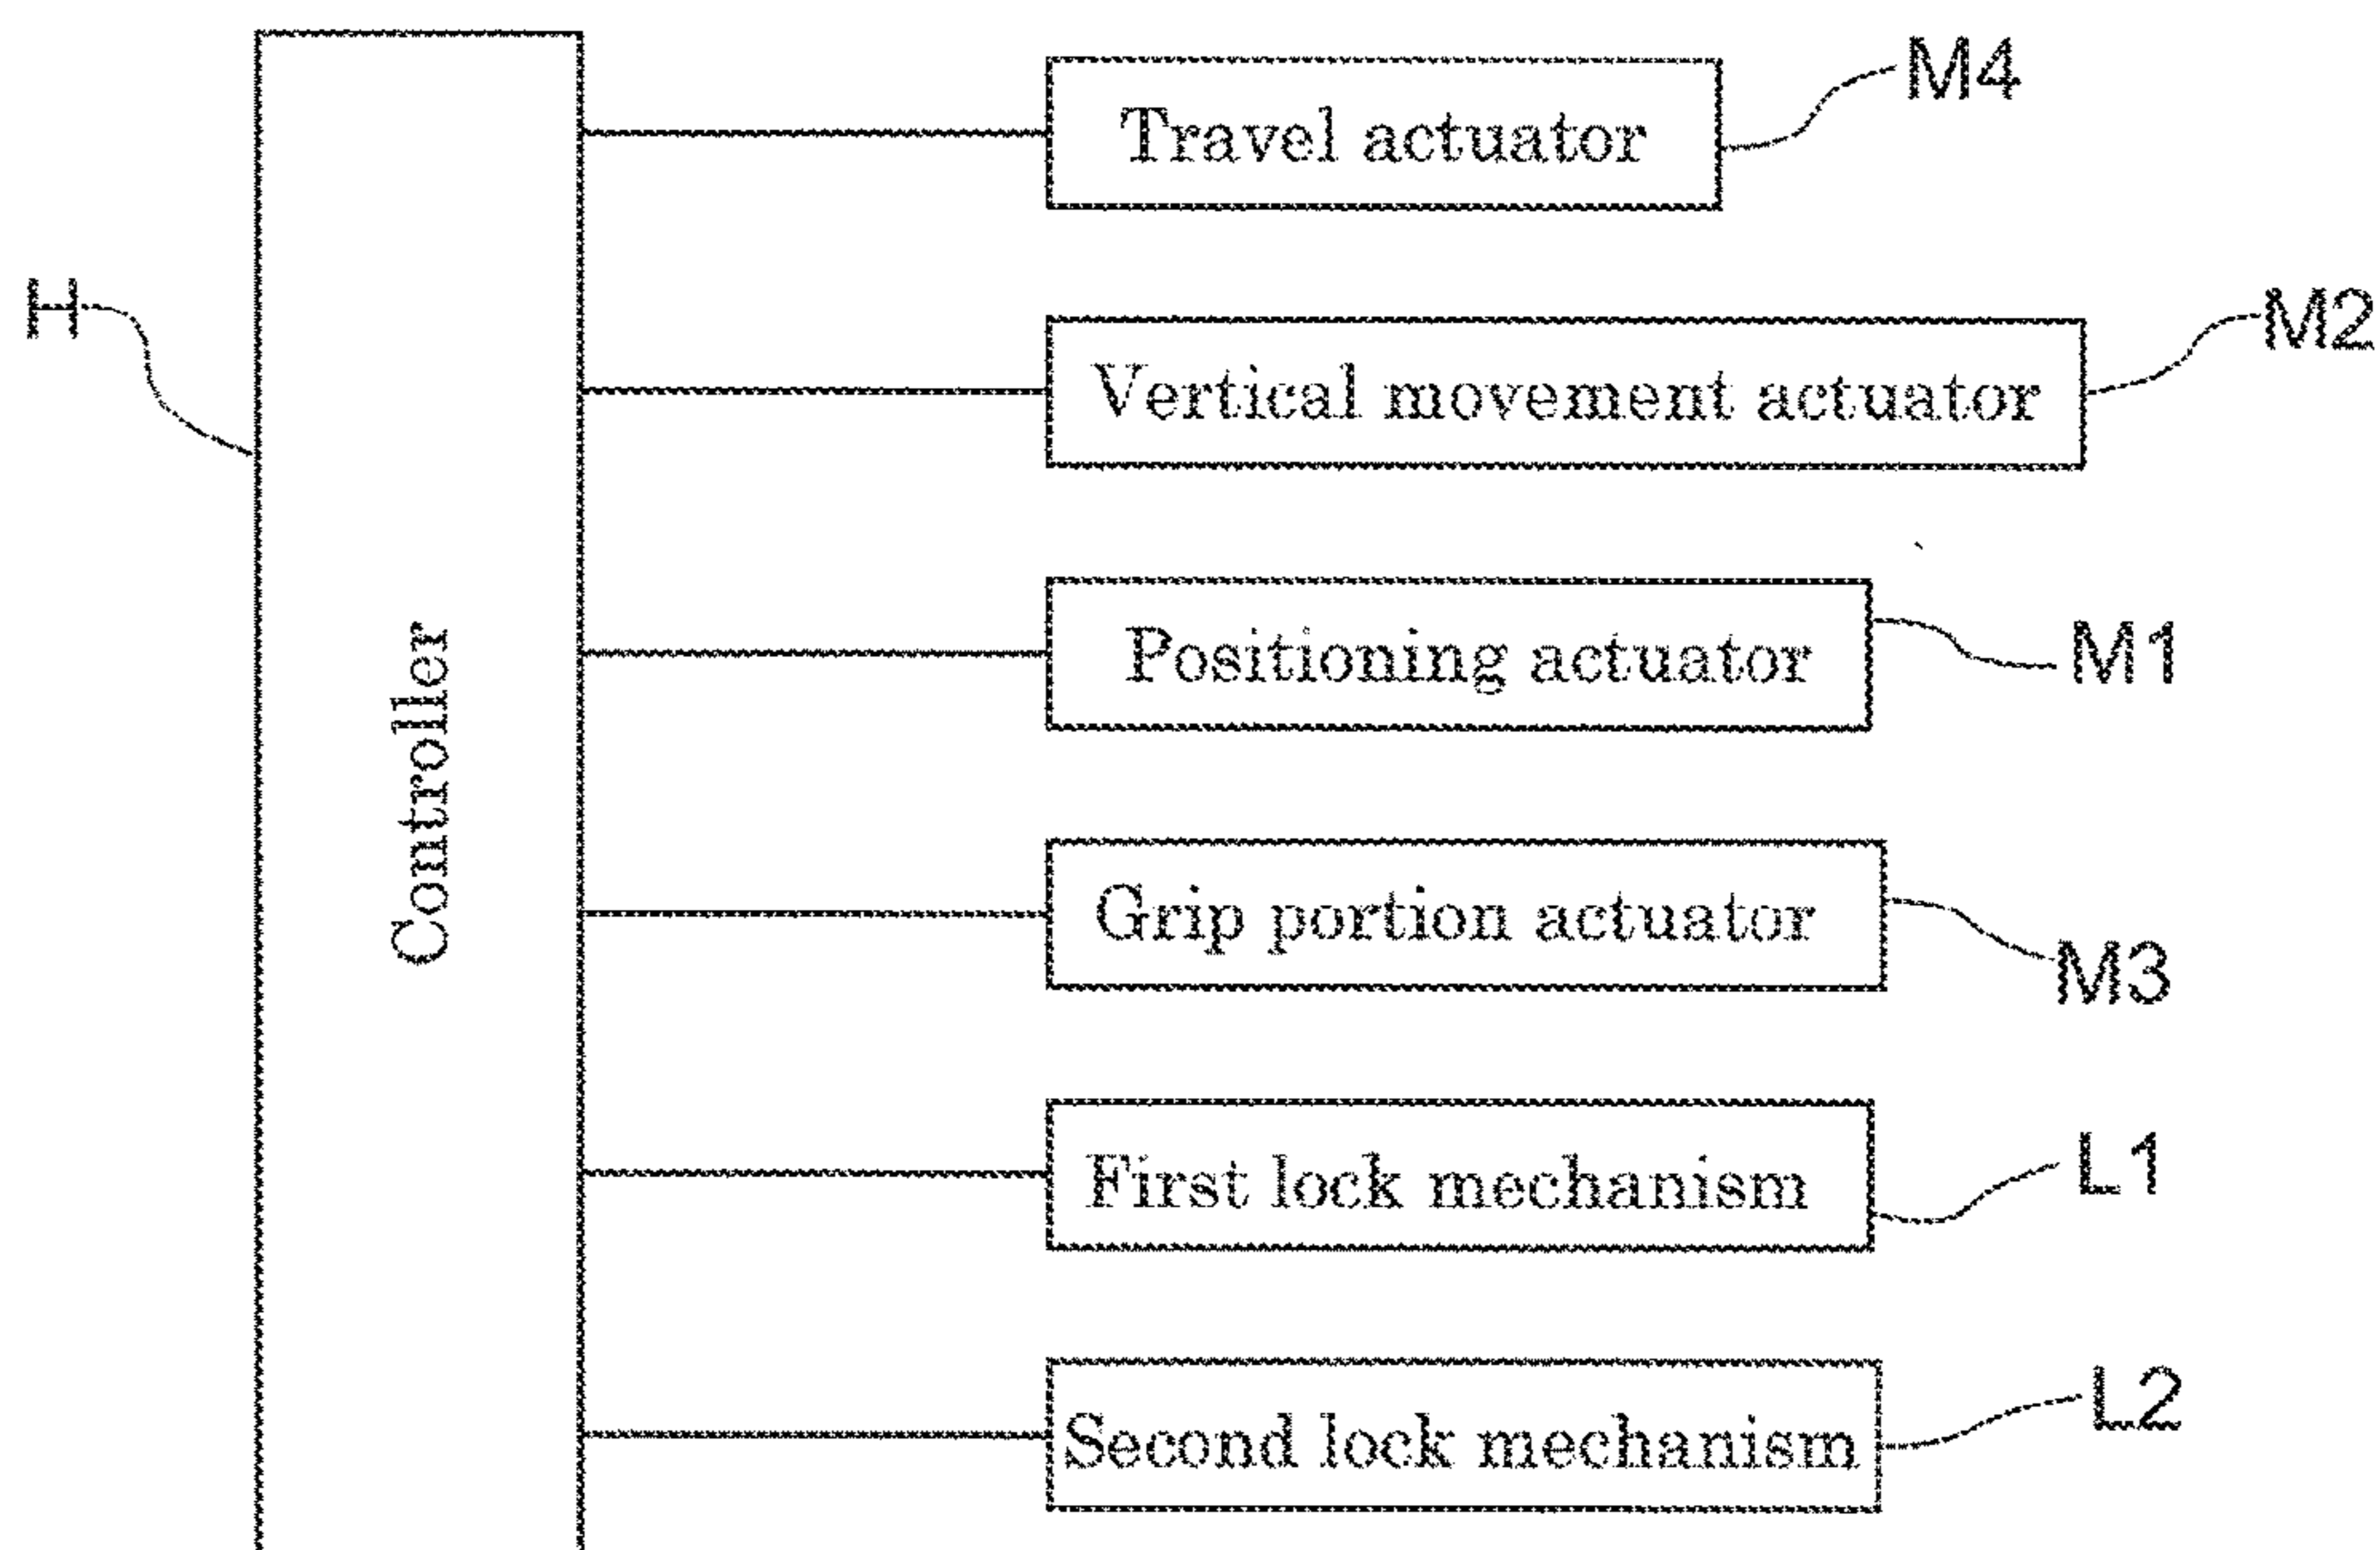 H
Controller
Travel actuator
M4
Vertical movement actuator
M2
Positioning actuator
M1
Grip portion actuator
M3
First lock mechanism
L1
Second lock mechanism
L2